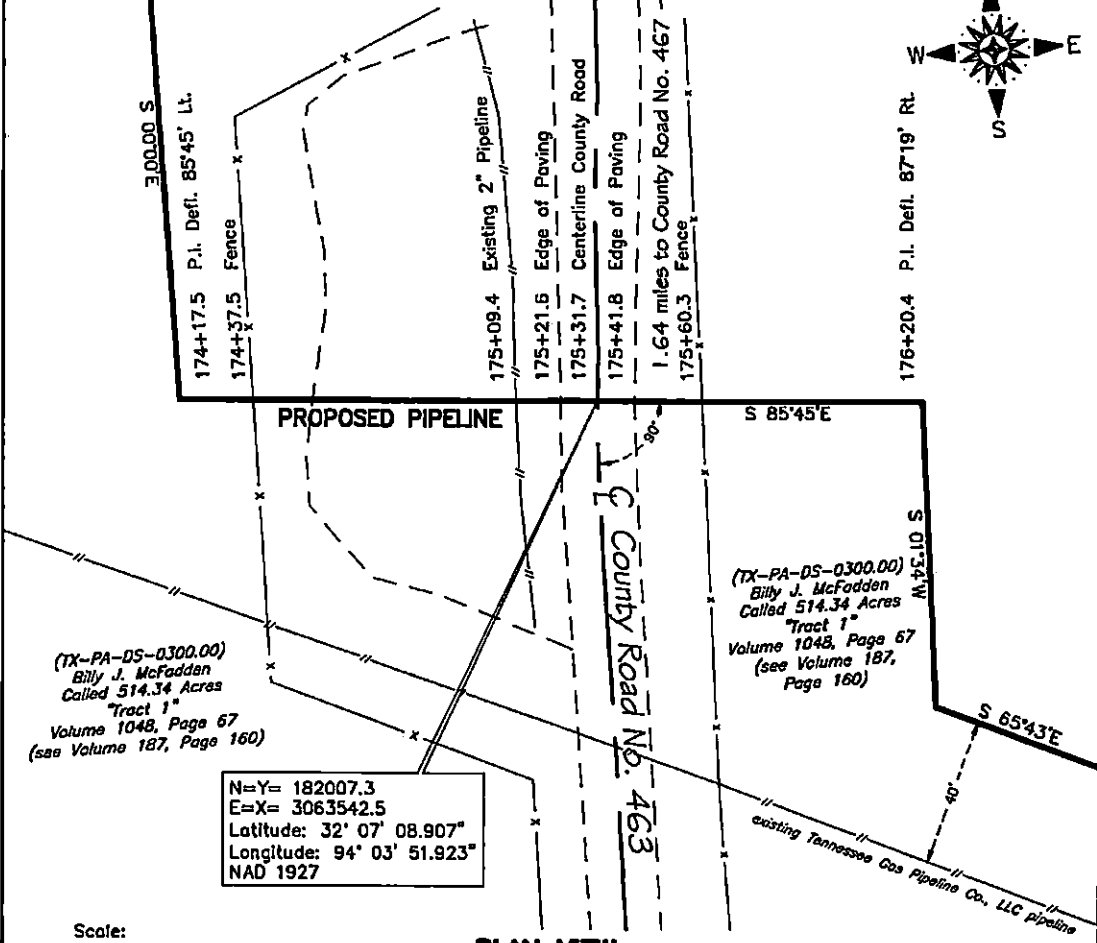 W
E
S
S 00'00'E
174+17.5 P.I. Defl. 85'45' Lt.
174+37.5 Fence
175+09.4 Existing 2" Pipeline
175+21.6 Edge of Paving
175+31.7 Centerline County Road
175+41.8 Edge of Paving
1.64 miles to County Road No. 467
175+60.3 Fence
176+20.4 P.I. Defl. 87'19' Rt.
PROPOSED PIPELINE
S 85'45'E
90°
℄ County Road No. 463
S 01'34'W
(TX-PA-DS-0300.00)
Billy J. McFadden
Called 514.34 Acres
"Tract 1"
Volume 1048, Page 67
(see Volume 187,
Page 160)
(TX-PA-DS-0300.00)
Billy J. McFadden
Called 514.34 Acres
"Tract 1"
Volume 1048, Page 67
(see Volume 187, Page 160)
S 65'43'E
40'
existing Tennessee Gas Pipeline Co., LLC pipeline
N=Y= 182007.3
E=X= 3063542.5
Latitude: 32' 07' 08.907"
Longitude: 94° 03' 51.923"
NAD 1927
Scale: